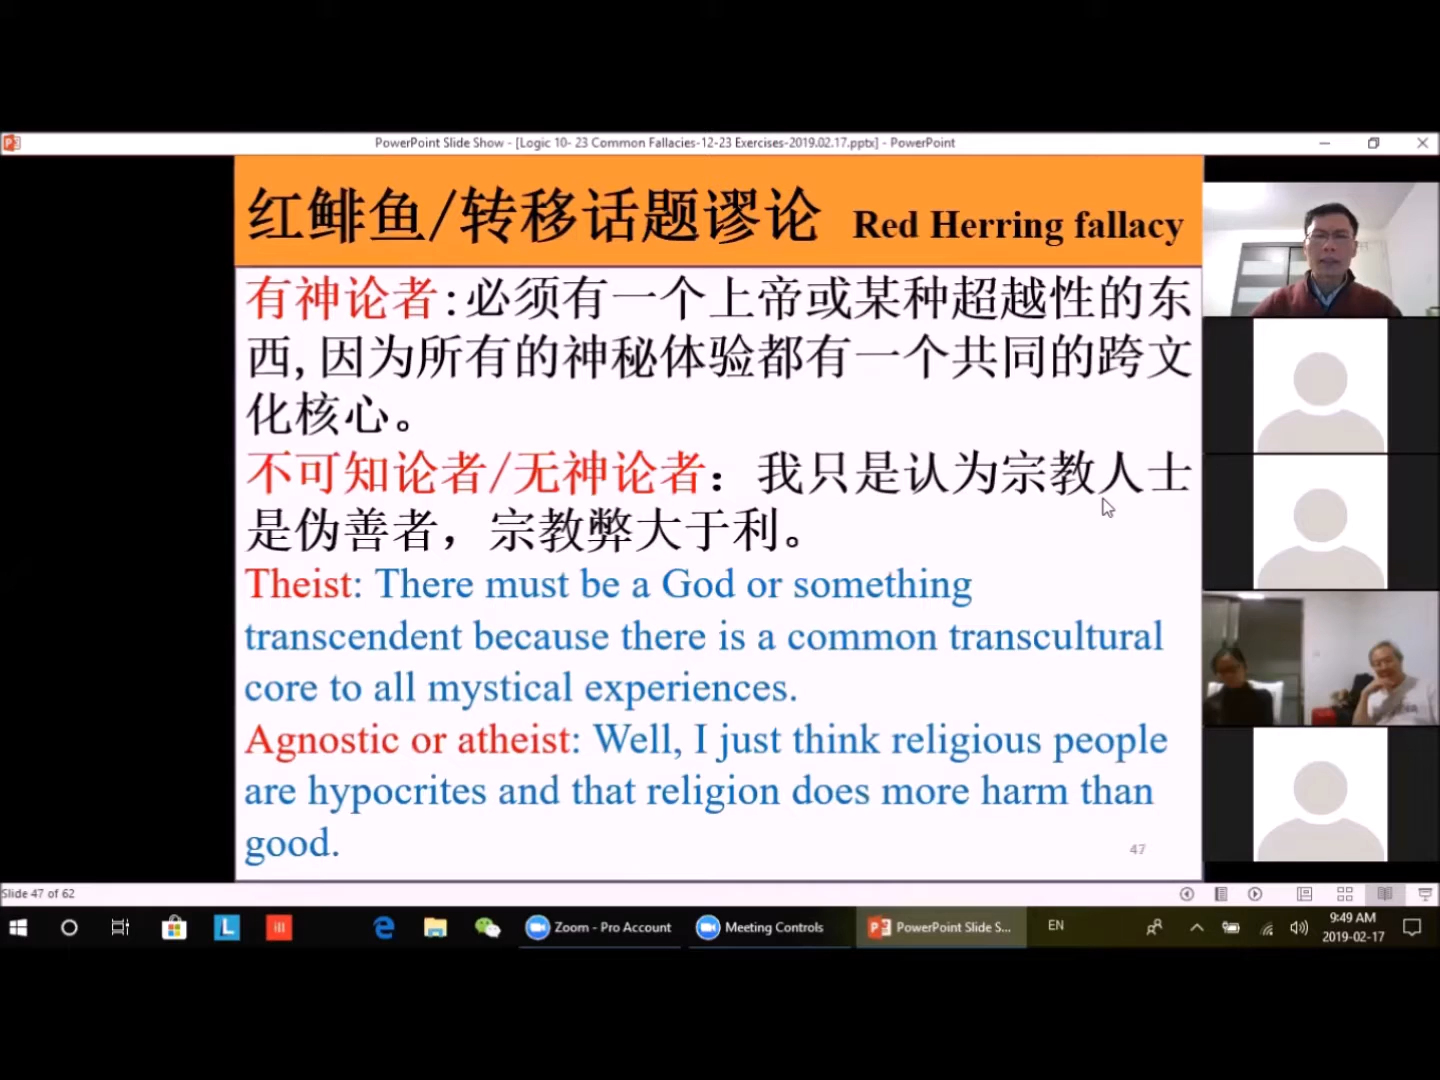 PowerPoint Slide Show - [Logic 10- 23 Common Fallacies-12-23 Exercises-2019.02.17.pptx] - PowerPoint
红鲱鱼/转移话题谬论 Red Herring fallacy
有神论者:必须有一个上帝或某种超越性的东
西,因为所有的神秘体验都有一个共同的跨文
化核心。
不可知论者/无神论者：我只是认为宗教人士
是伪善者，宗教弊大于利。
Theist: There must be a God or something
transcendent because there is a common transcultural
core to all mystical experiences.
Agnostic or atheist: Well, I just think religious people
are hypocrites and that religion does more harm than
good.
47
Slide 47 of 62
Zoom - Pro Account
Meeting Controls
PowerPoint Slide S...
EN
9:49 AM
2019-02-17